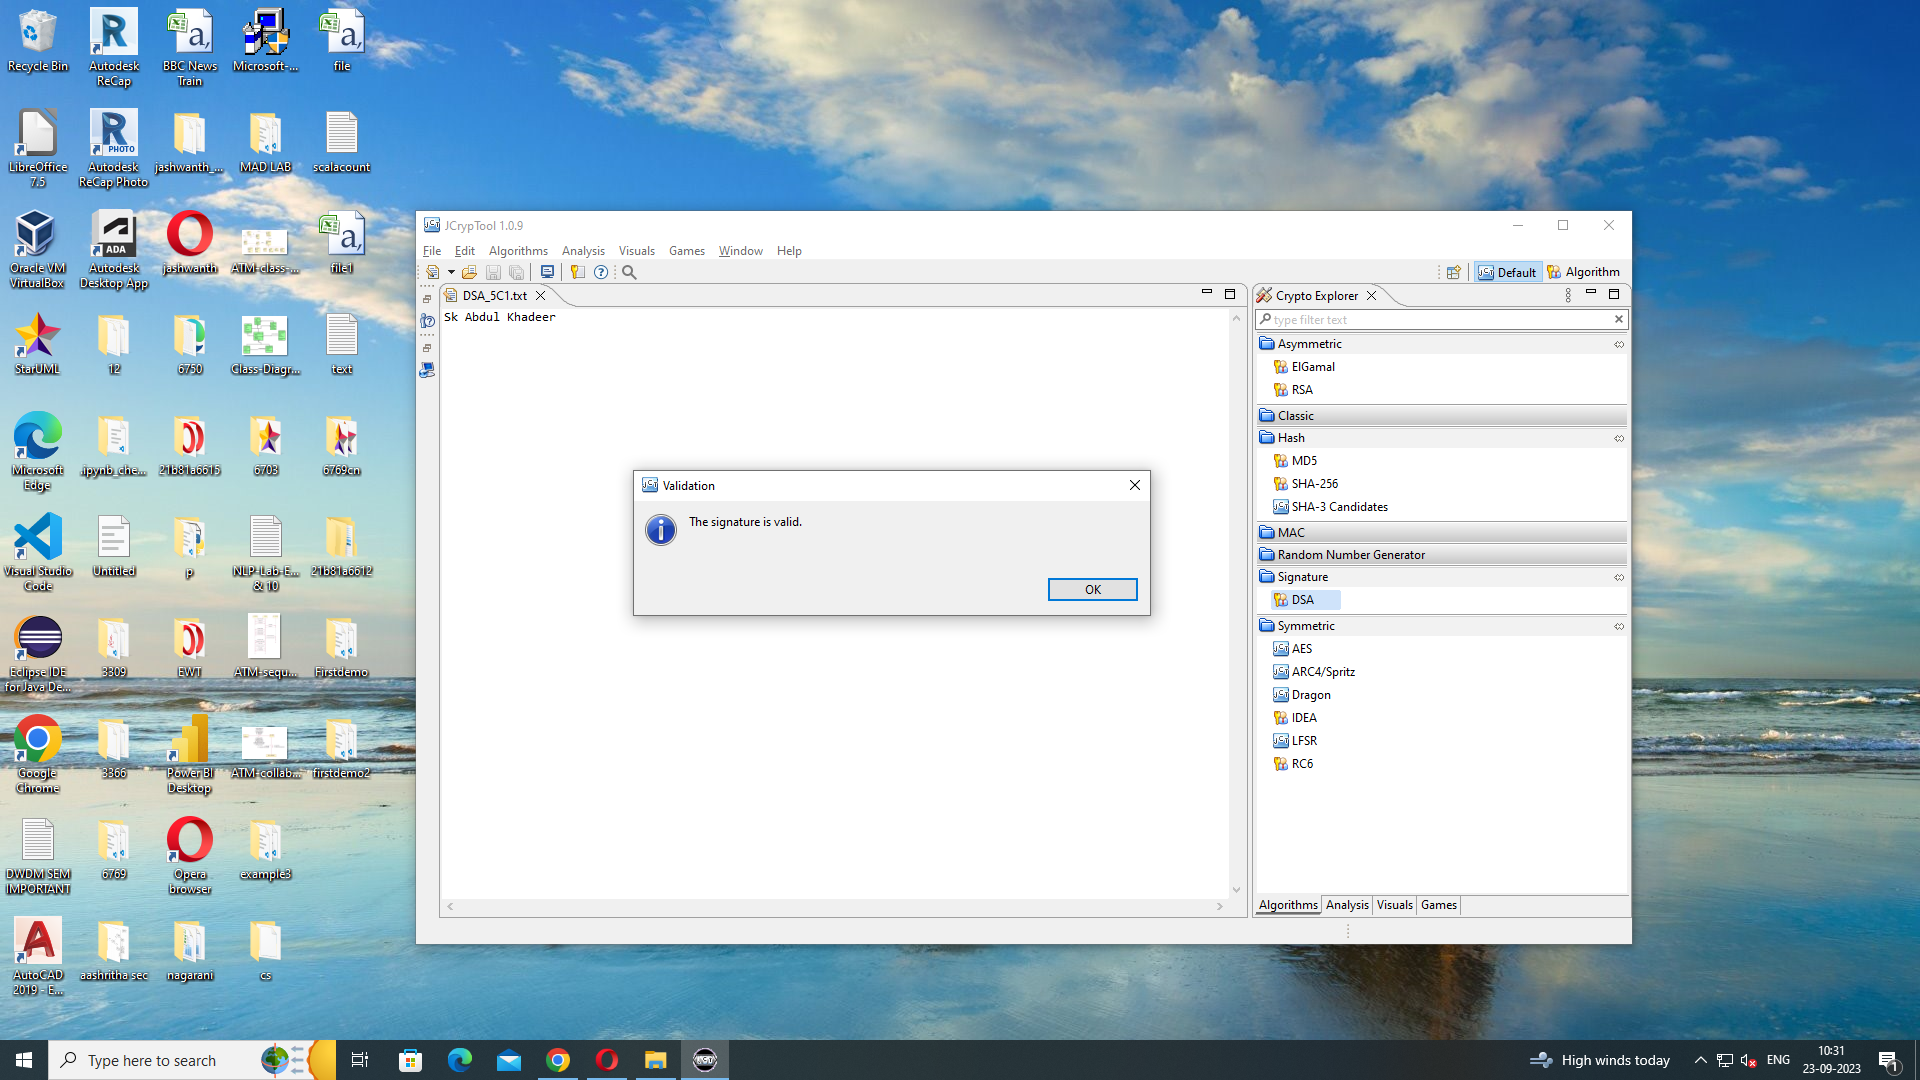 Recycle Bin
Autodesk
ReCap
BBC News
Train
Microsoft-...
file
LibreOffice
7.5
Autodesk
ReCap Photo
jashwanth_...
MAD LAB
scalacount
Oracle VM
VirtualBox
Autodesk
Desktop App
jashwanth
ATM-class-...
file1
StarUML
12
6750
Class-Diagr...
text
Microsoft
Edge
.ipynb_che...
21b81a6615
6703
6769cn
Visual Studio
Code
Untitled
p
NLP-Lab-E...
& 10
21b81a6612
Eclipse IDE
for Java De...
3309
EWT
ATM-sequ...
Firstdemo
Google
Chrome
3366
Power BI
Desktop
ATM-collab...
firstdemo2
DWDM SEM
IMPORTANT
6769
Opera
browser
example3
AutoCAD
2019 - E...
aashritha sec
nagarani
cs
JCrypTool 1.0.9
File Edit Algorithms Analysis Visuals Games Window Help
Default Algorithm
DSA_5C1.txt
Sk Abdul Khadeer
Validation
The signature is valid.
OK
Crypto Explorer
type filter text
Asymmetric
ElGamal
RSA
Classic
Hash
MD5
SHA-256
SHA-3 Candidates
MAC
Random Number Generator
Signature
DSA
Symmetric
AES
ARC4/Spritz
Dragon
IDEA
LFSR
RC6
Algorithms Analysis Visuals Games
Type here to search
High winds today
ENG
10:31
23-09-2023
1